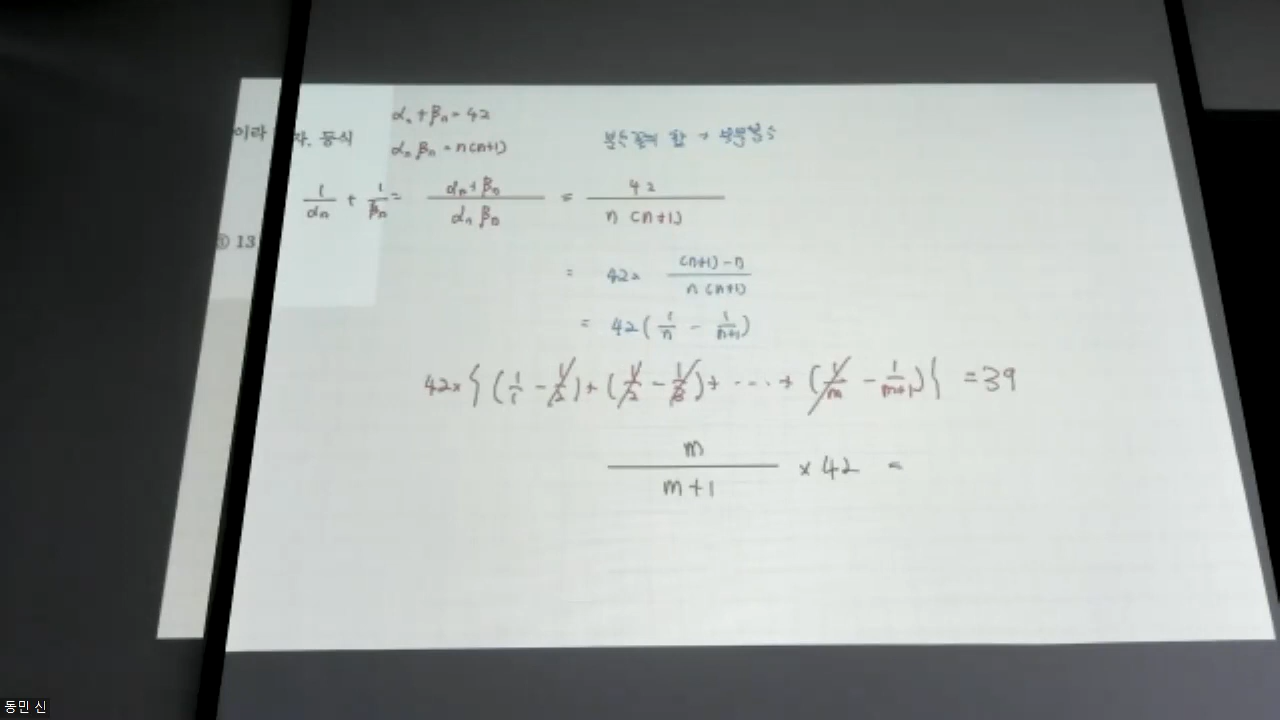 αₙ + βₙ = 42
이라 자, 등식
분수꼴의 합 → 부분분수
αₙ βₙ = n(n+1)
1/αₙ + 1/βₙ = (αₙ + βₙ)/(αₙ βₙ) = 42/(n(n+1))
① 13
= 42× ((n+1)-n)/(n(n+1))
= 42(1/n - 1/(n+1))
42×{(1/1 - 1/2)+(1/2 - 1/3)+ ---- +(1/m - 1/(m+1))} = 39
m/(m+1) × 42 =
동민 신